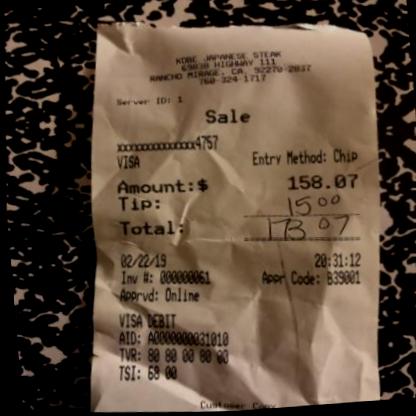 KOBE JAPANESE STEAK
69838 HIGHWAY 111
RANCHO MIRAGE, CA. 92270-2837
760-324-1717
Server ID: 1
Sale
xxxxxxxxxxxxxx4757
VISA Entry Method: Chip
Amount:$ 158.07
Tip: 15 00
Total: 173 07
02/22/19 20:31:12
Inv #: 000000061 Appr Code: B39001
Apprvd: Online
VISA DEBIT
AID: A0000000031010
TVR: 80 80 00 80 00
TSI: 68 00
Customer Copy